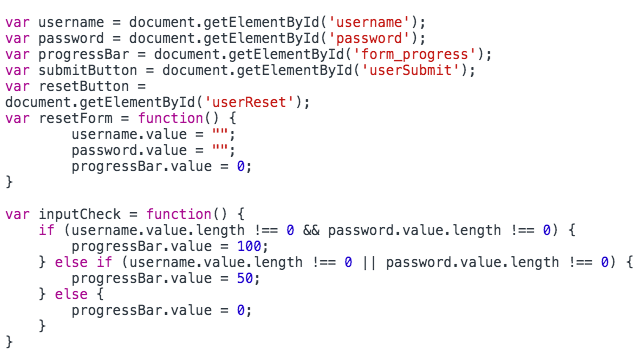 var username = document.getElementById('username');
var password = document.getElementById('password');
var progressBar = document.getElementById('form_progress');
var submitButton = document.getElementById('userSubmit');
var resetButton =
document.getElementById('userReset');
var resetForm = function() {
        username.value = "";
        password.value = "";
        progressBar.value = 0;
}

var inputCheck = function() {
    if (username.value.length !== 0 && password.value.length !== 0) {
        progressBar.value = 100;
    } else if (username.value.length !== 0 || password.value.length !== 0) {
        progressBar.value = 50;
    } else {
        progressBar.value = 0;
    }
}